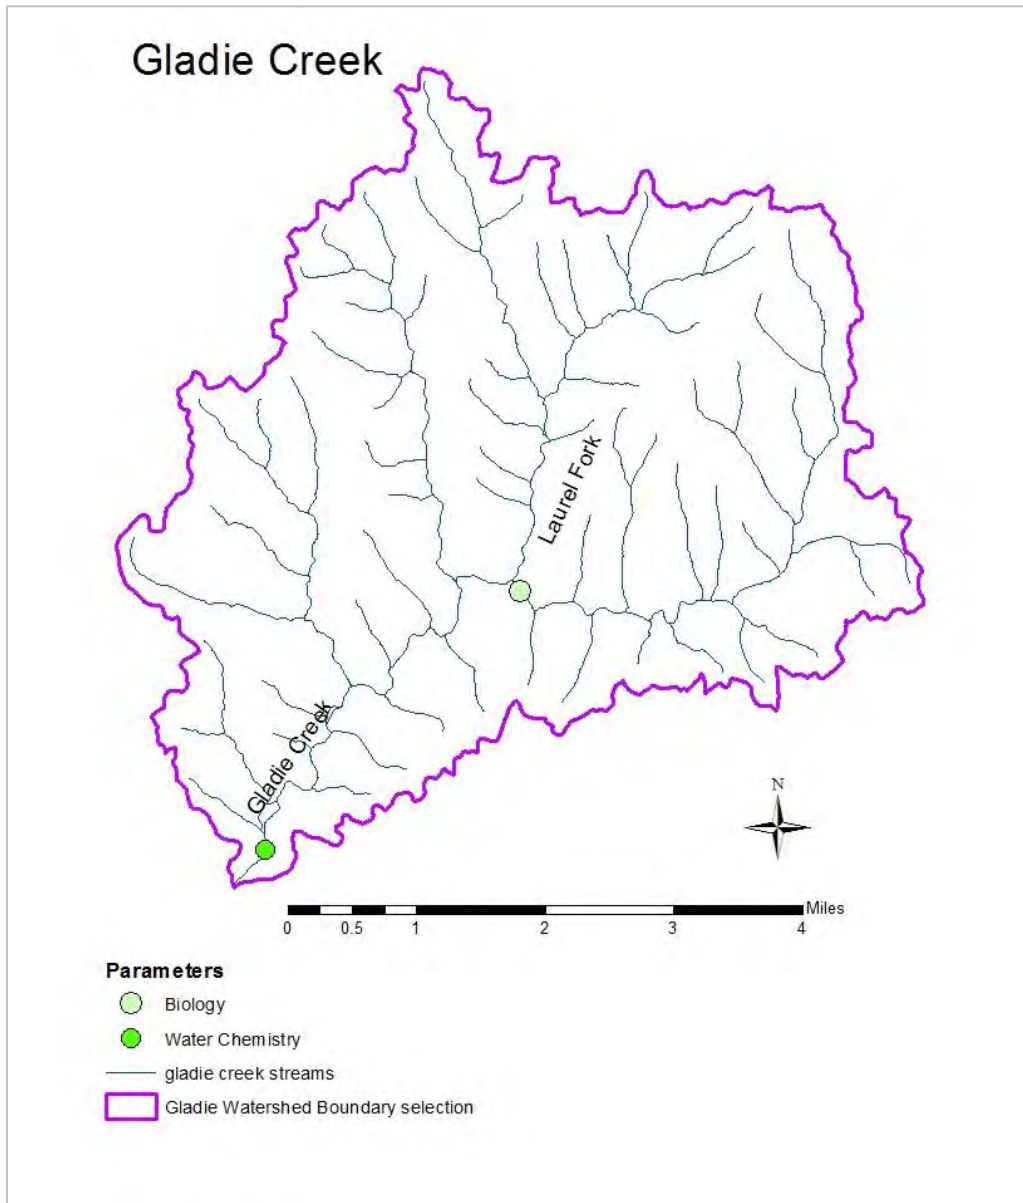 Gladie Creek
Laurel Fork
Gladie Creek
N
Miles
0 0.5 1 2 3 4
Parameters
Biology
Water Chemistry
gladie creek streams
Gladie Watershed Boundary selection